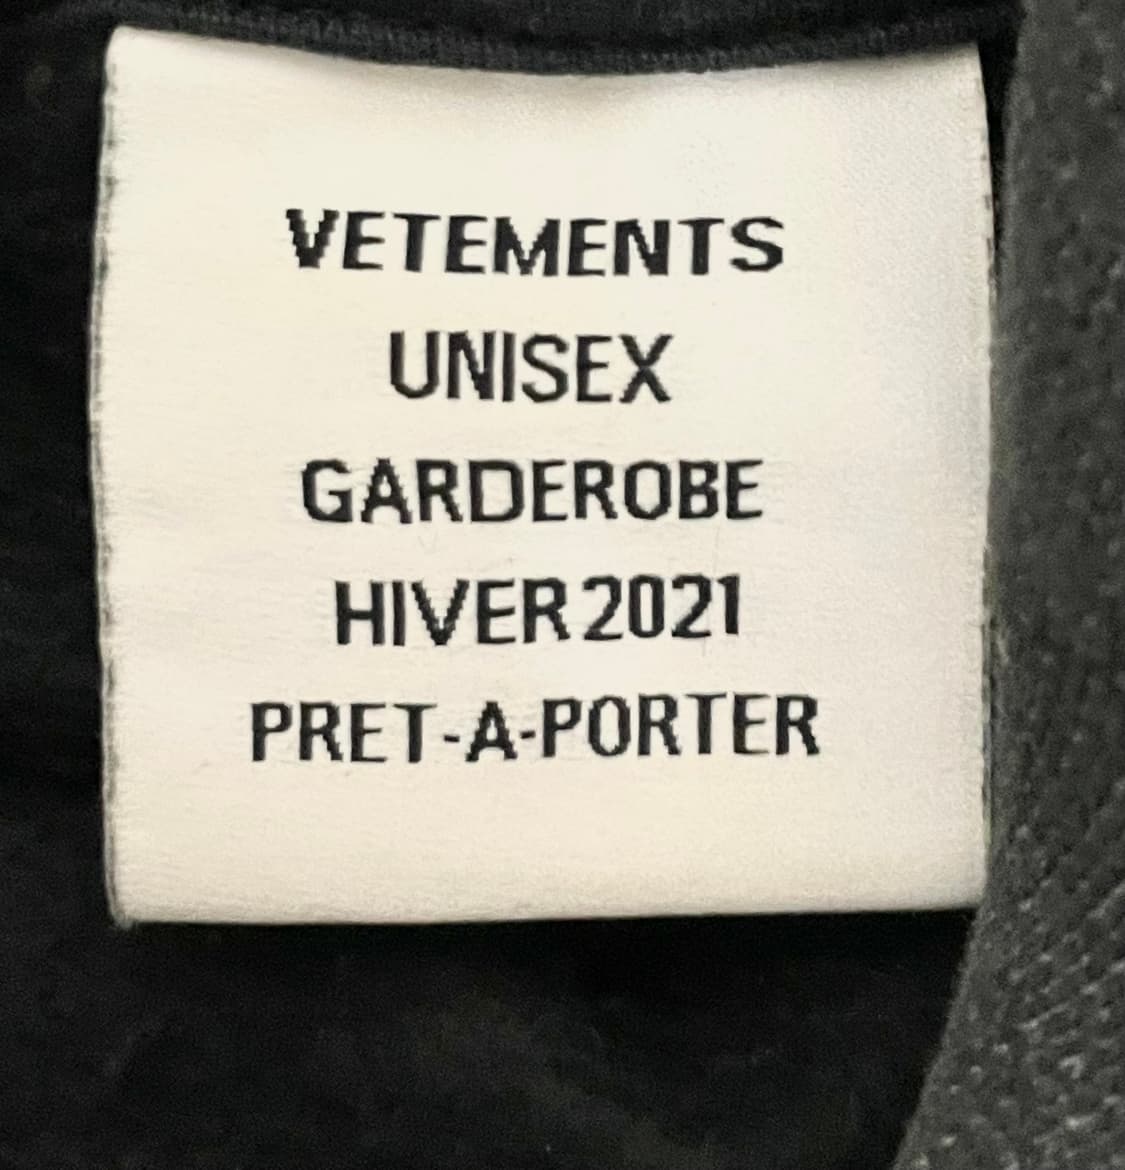 VETEMENTS
UNISEX
GARDEROBE
HIVER 2021
PRET-A-PORTER